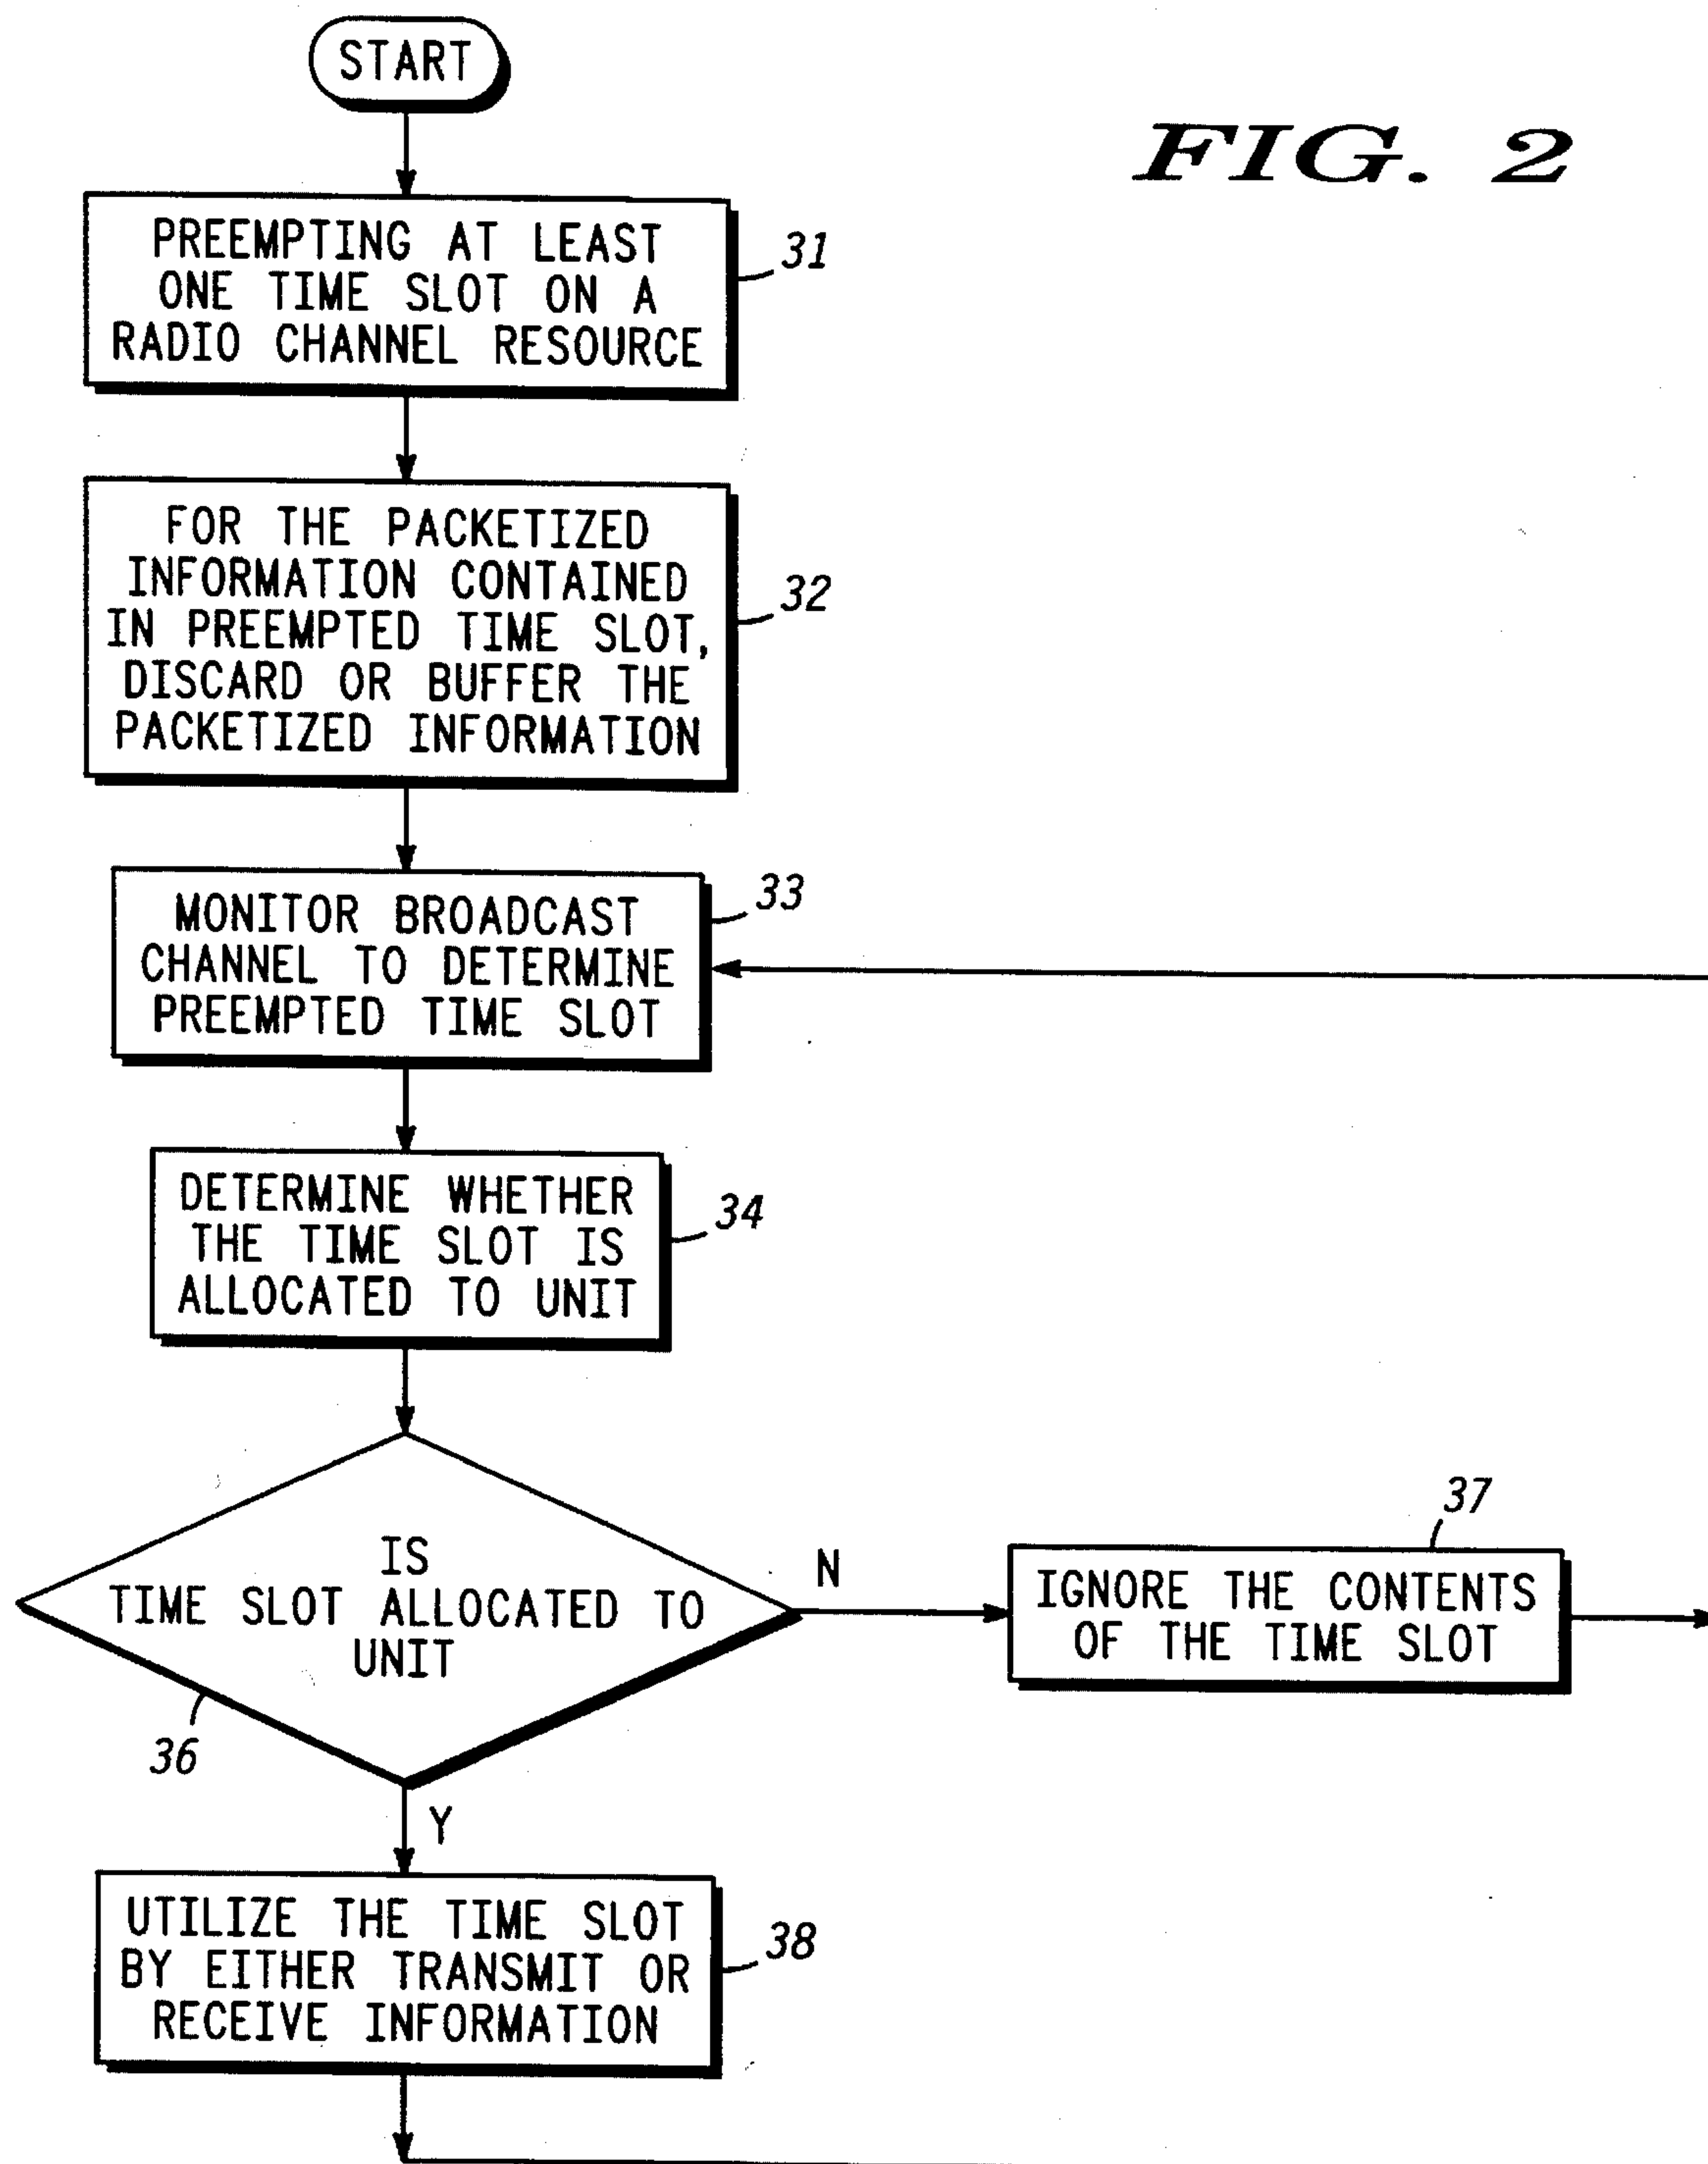 START
FIG. 2
PREEMPTING AT LEAST
ONE TIME SLOT ON A
RADIO CHANNEL RESOURCE
31
FOR THE PACKETIZED
INFORMATION CONTAINED
IN PREEMPTED TIME SLOT,
DISCARD OR BUFFER THE
PACKETIZED INFORMATION
32
MONITOR BROADCAST
CHANNEL TO DETERMINE
PREEMPTED TIME SLOT
33
DETERMINE WHETHER
THE TIME SLOT IS
ALLOCATED TO UNIT
34
IS
TIME SLOT ALLOCATED TO
UNIT
36
N
37
IGNORE THE CONTENTS
OF THE TIME SLOT
Y
UTILIZE THE TIME SLOT
BY EITHER TRANSMIT OR
RECEIVE INFORMATION
38